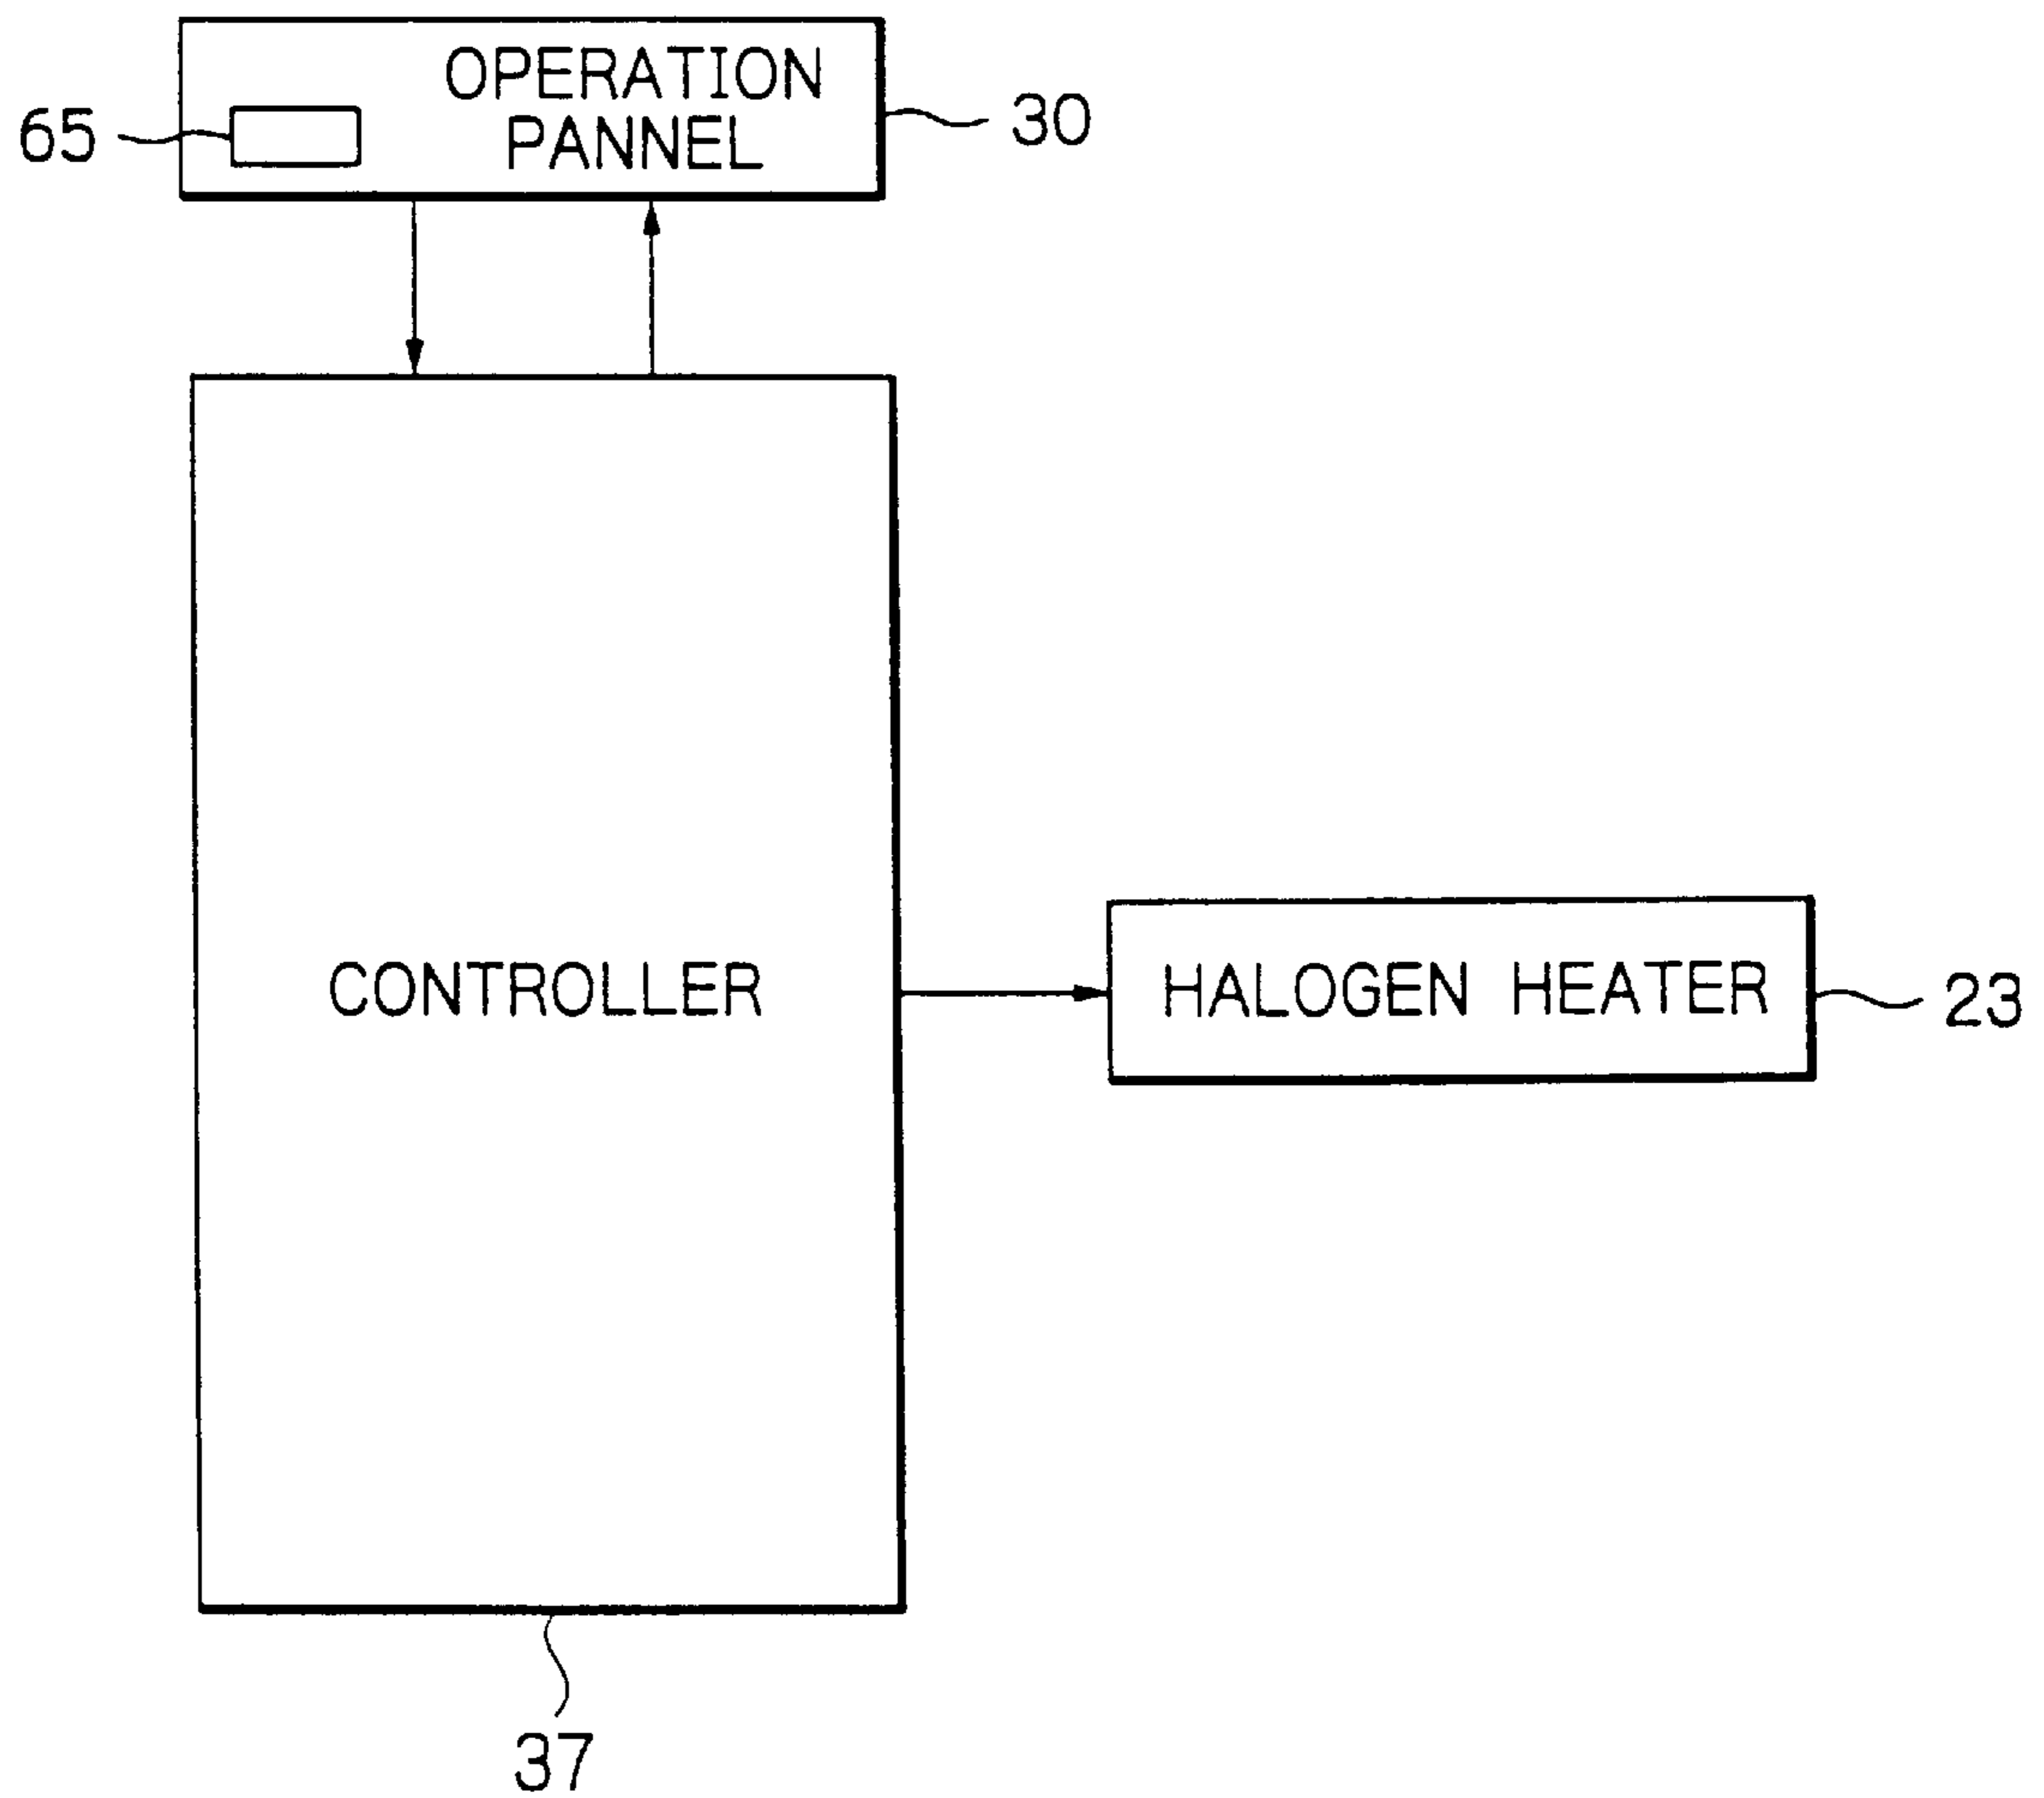 OPERATION
PANNEL
65
30
CONTROLLER
HALOGEN HEATER
23
37